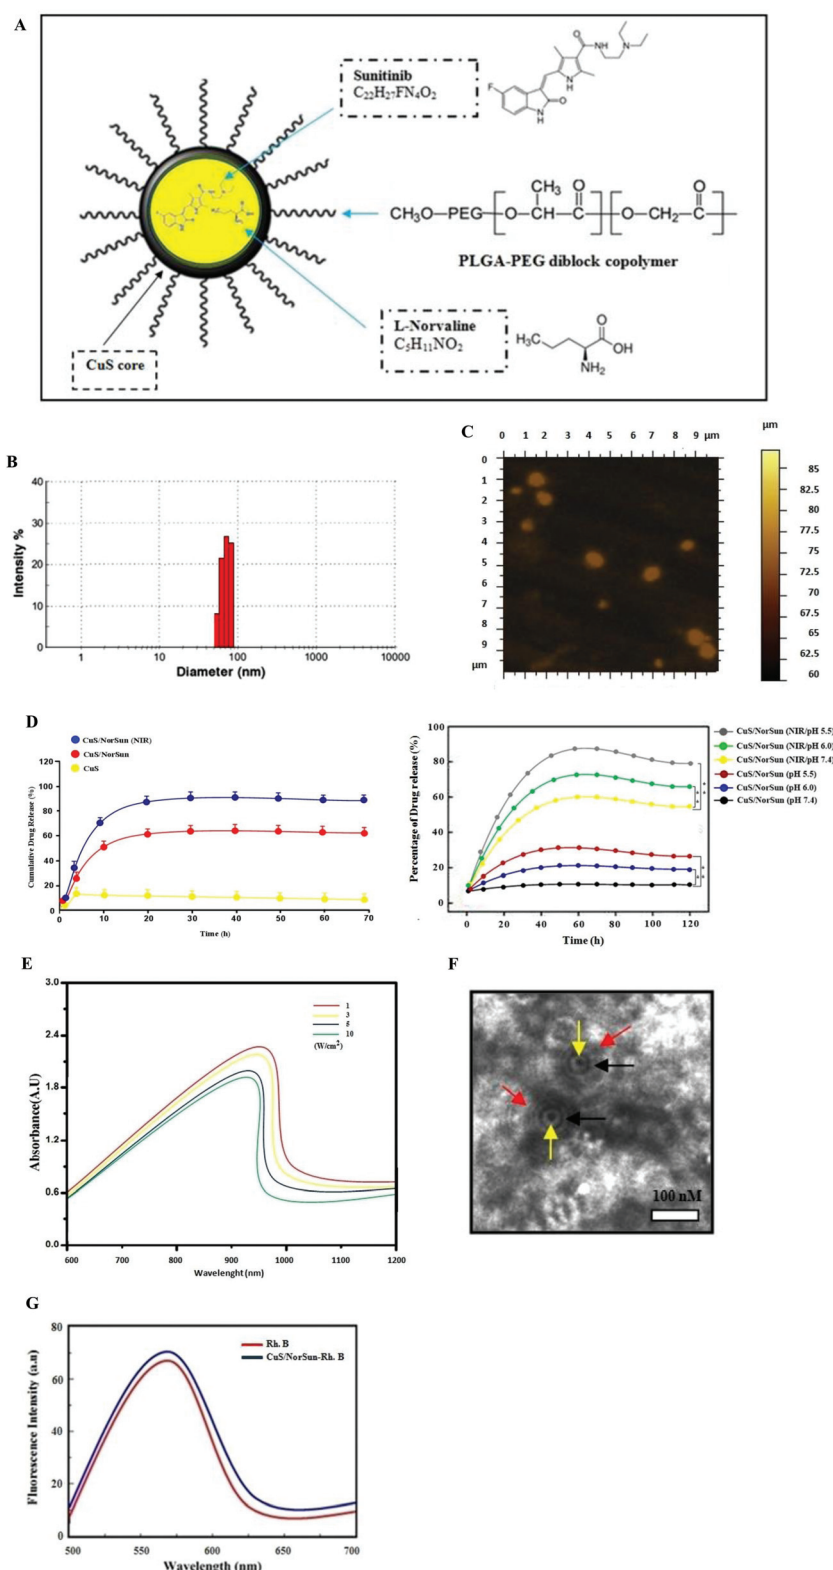 A
Sunitinib
C₂₂H₂₇FN₄O₂
F
O
N
H
O
NH
N
N
H
CH₃O—PEG
O—CH—C
CH₃
O
O—CH₂—C
O
PLGA-PEG diblock copolymer
L-Norvaline
C₅H₁₁NO₂
H₃C
O
OH
NH₂
CuS core
B
Intensity %
40
30
20
10
0
1 10 100 1000 10000
Diameter (nm)
C
0 1 2 3 4 5 6 7 8 9 µm
0
1
2
3
4
5
6
7
8
9
µm
µm
85
82.5
80
75
70
67.5
65
62.5
60
D
CuS/NorSun (NIR)
CuS/NorSun
CuS
Cumulative Drug Release (%)
120
100
80
60
40
20
0
0 10 20 30 40 50 60 70
Time (h)
Percentage of Drug release (%)
100
80
60
40
20
0
0 20 40 60 80 100 120
Time (h)
CuS/NorSun (NIR/pH 5.5)
CuS/NorSun (NIR/pH 6.0)
CuS/NorSun (NIR/pH 7.4)
CuS/NorSun (pH 5.5)
CuS/NorSun (pH 6.0)
CuS/NorSun (pH 7.4)
E
Absorbance(A.U)
3.0
2.4
1.8
1.2
0.6
0.0
600 700 800 900 1000 1100 1200
Wavelenght (nm)
1
3
5
10
(W/cm²)
F
100 nM
G
Fluorescence Intensity (a.n)
80
60
40
20
0
500 550 600 650 700
Wavelength (nm)
Rh. B
CuS/NorSun-Rh. B